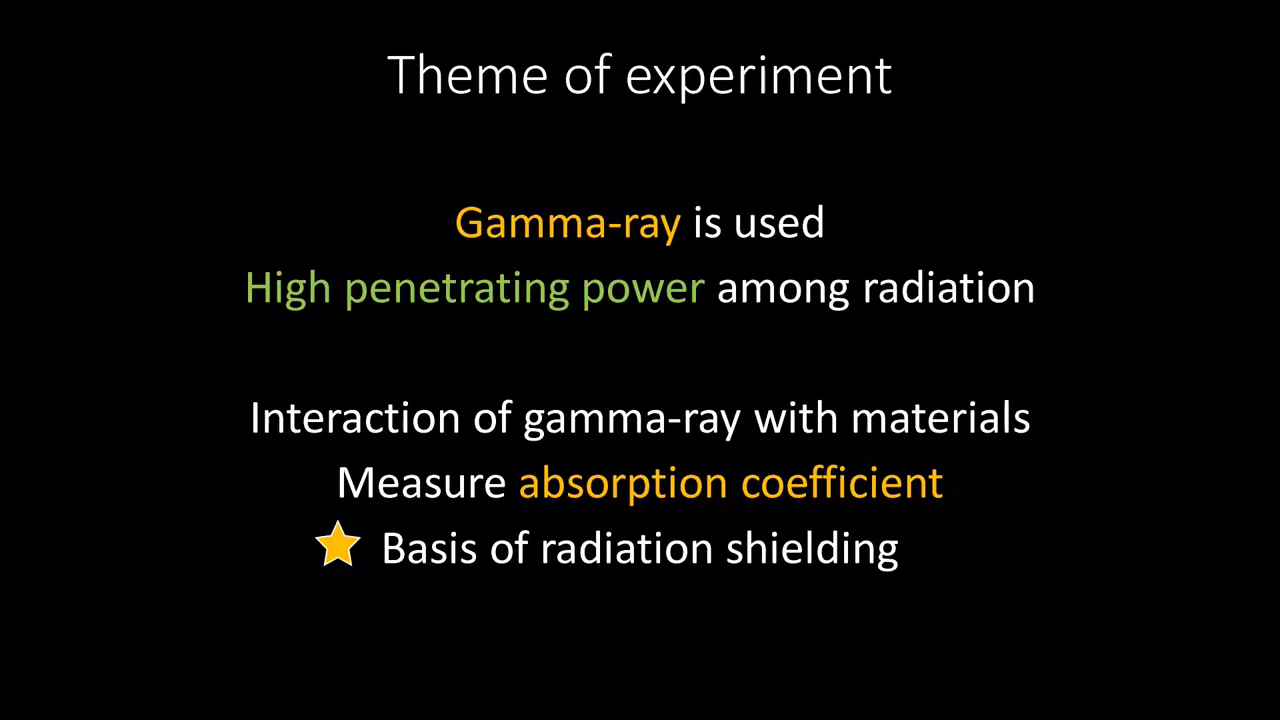 Theme of experiment
Gamma-ray is used
High penetrating power among radiation
Interaction of gamma-ray with materials
Measure absorption coefficient
Basis of radiation shielding